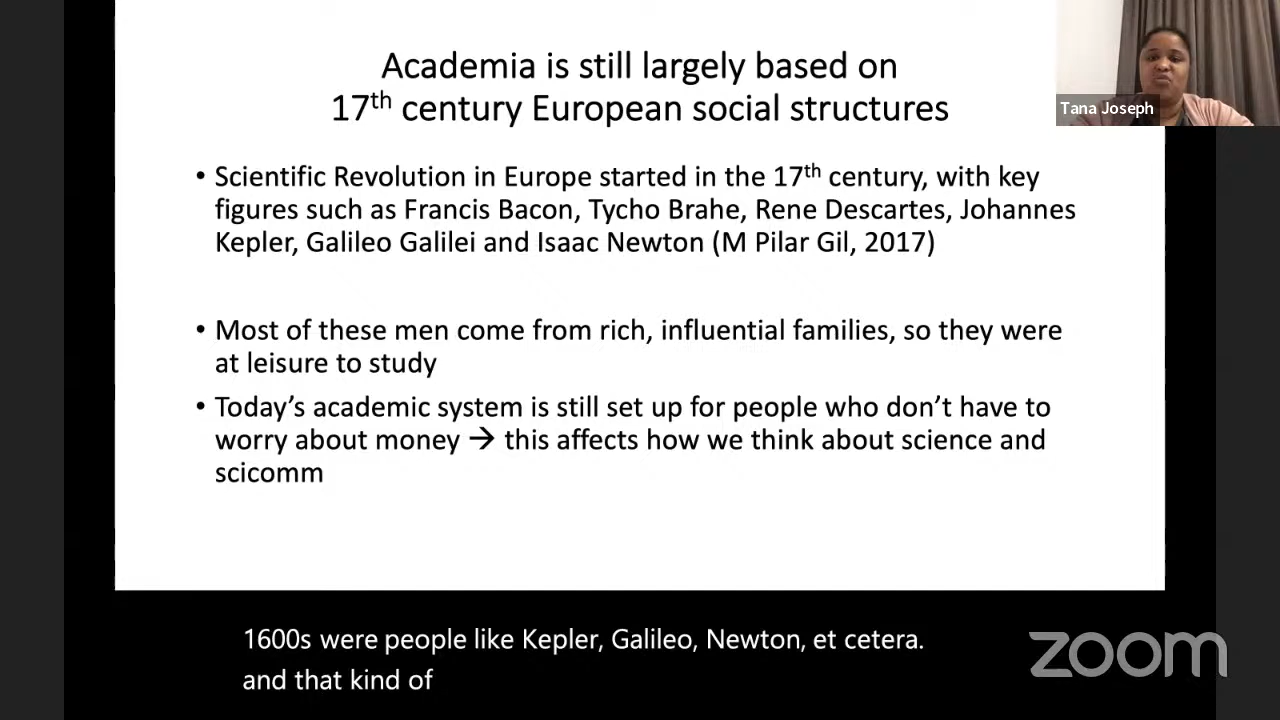 Academia is still largely based on
17th century European social structures
Tana Joseph
• Scientific Revolution in Europe started in the 17th century, with key
figures such as Francis Bacon, Tycho Brahe, Rene Descartes, Johannes
Kepler, Galileo Galilei and Isaac Newton (M Pilar Gil, 2017)
• Most of these men come from rich, influential families, so they were
at leisure to study
• Today’s academic system is still set up for people who don’t have to
worry about money → this affects how we think about science and
scicomm
1600s were people like Kepler, Galileo, Newton, et cetera.
and that kind of
zoom